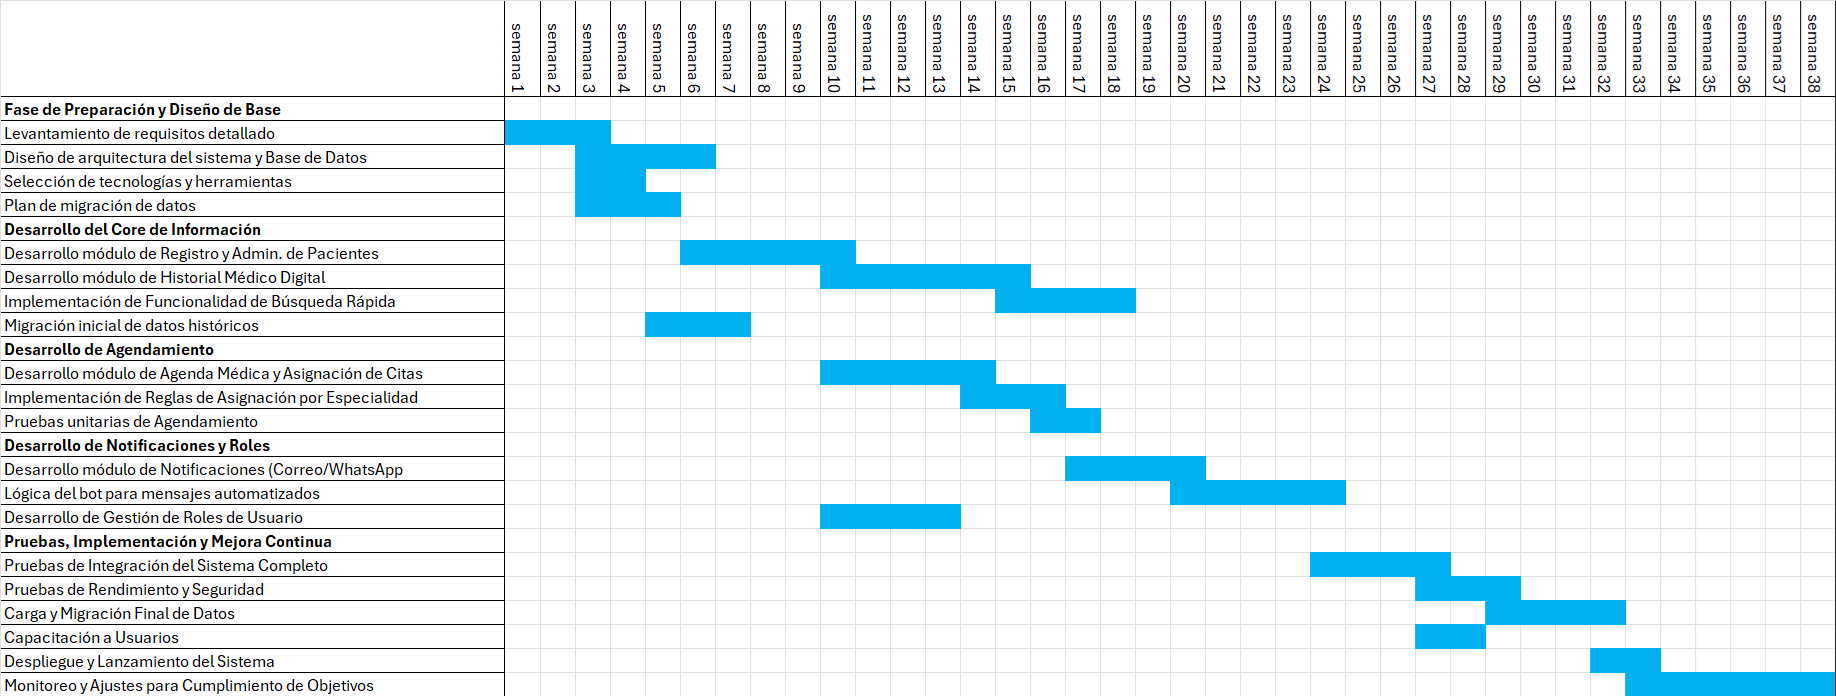 semana 1
semana 2
semana 3
semana 4
semana 5
semana 6
semana 7
semana 8
semana 9
semana 10
semana 11
semana 12
semana 13
semana 14
semana 15
semana 16
semana 17
semana 18
semana 19
semana 20
semana 21
semana 22
semana 23
semana 24
semana 25
semana 26
semana 27
semana 28
semana 29
semana 30
semana 31
semana 32
semana 33
semana 34
semana 35
semana 36
semana 37
semana 38
Fase de Preparación y Diseño de Base
Levantamiento de requisitos detallado
Diseño de arquitectura del sistema y Base de Datos
Selección de tecnologías y herramientas
Plan de migración de datos
Desarrollo del Core de Información
Desarrollo módulo de Registro y Admin. de Pacientes
Desarrollo módulo de Historial Médico Digital
Implementación de Funcionalidad de Búsqueda Rápida
Migración inicial de datos históricos
Desarrollo de Agendamiento
Desarrollo módulo de Agenda Médica y Asignación de Citas
Implementación de Reglas de Asignación por Especialidad
Pruebas unitarias de Agendamiento
Desarrollo de Notificaciones y Roles
Desarrollo módulo de Notificaciones (Correo/WhatsApp
Lógica del bot para mensajes automatizados
Desarrollo de Gestión de Roles de Usuario
Pruebas, Implementación y Mejora Continua
Pruebas de Integración del Sistema Completo
Pruebas de Rendimiento y Seguridad
Carga y Migración Final de Datos
Capacitación a Usuarios
Despliegue y Lanzamiento del Sistema
Monitoreo y Ajustes para Cumplimiento de Objetivos